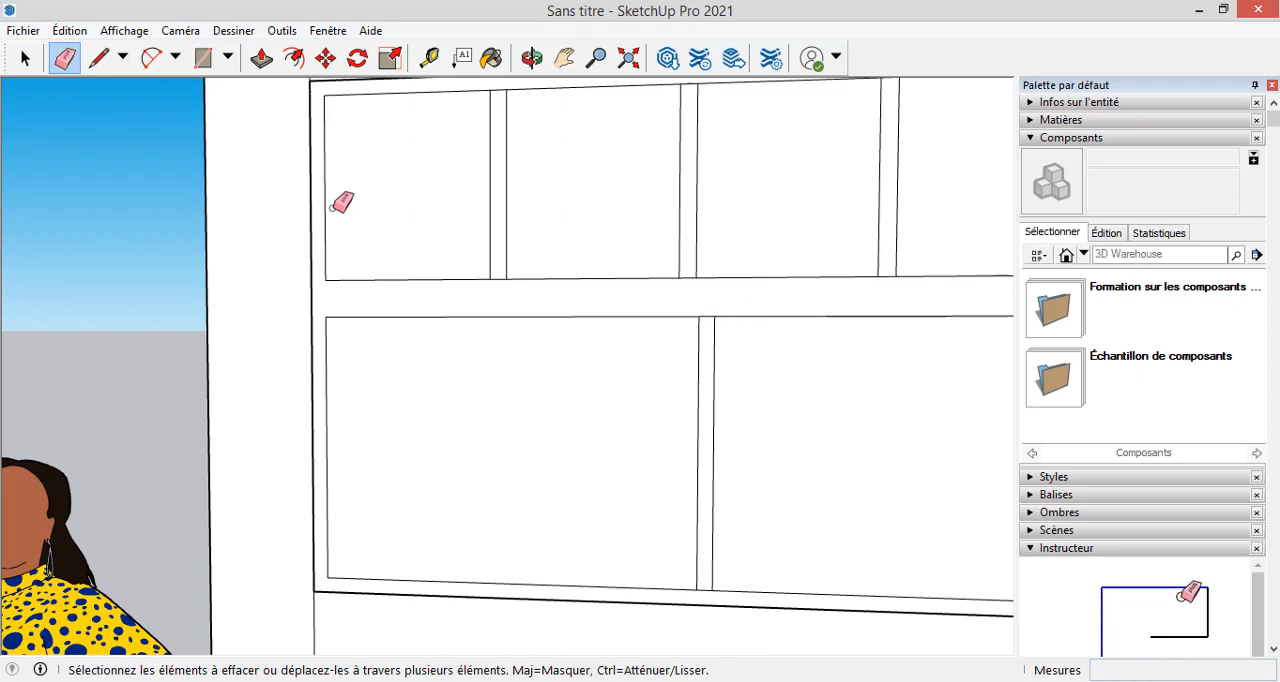 Sans titre - SketchUp Pro 2021
Fichier Édition Affichage Caméra Dessiner Outils Fenêtre Aide
A1
Palette par défaut
Infos sur l'entité
Matières
Composants
Sélectionner Édition Statistiques
3D Warehouse
Formation sur les composants ...
Échantillon de composants
Composants
Styles
Balises
Ombres
Scènes
Instructeur
Sélectionnez les éléments à effacer ou déplacez-les à travers plusieurs éléments. Maj=Masquer, Ctrl=Atténuer/Lisser.
Mesures